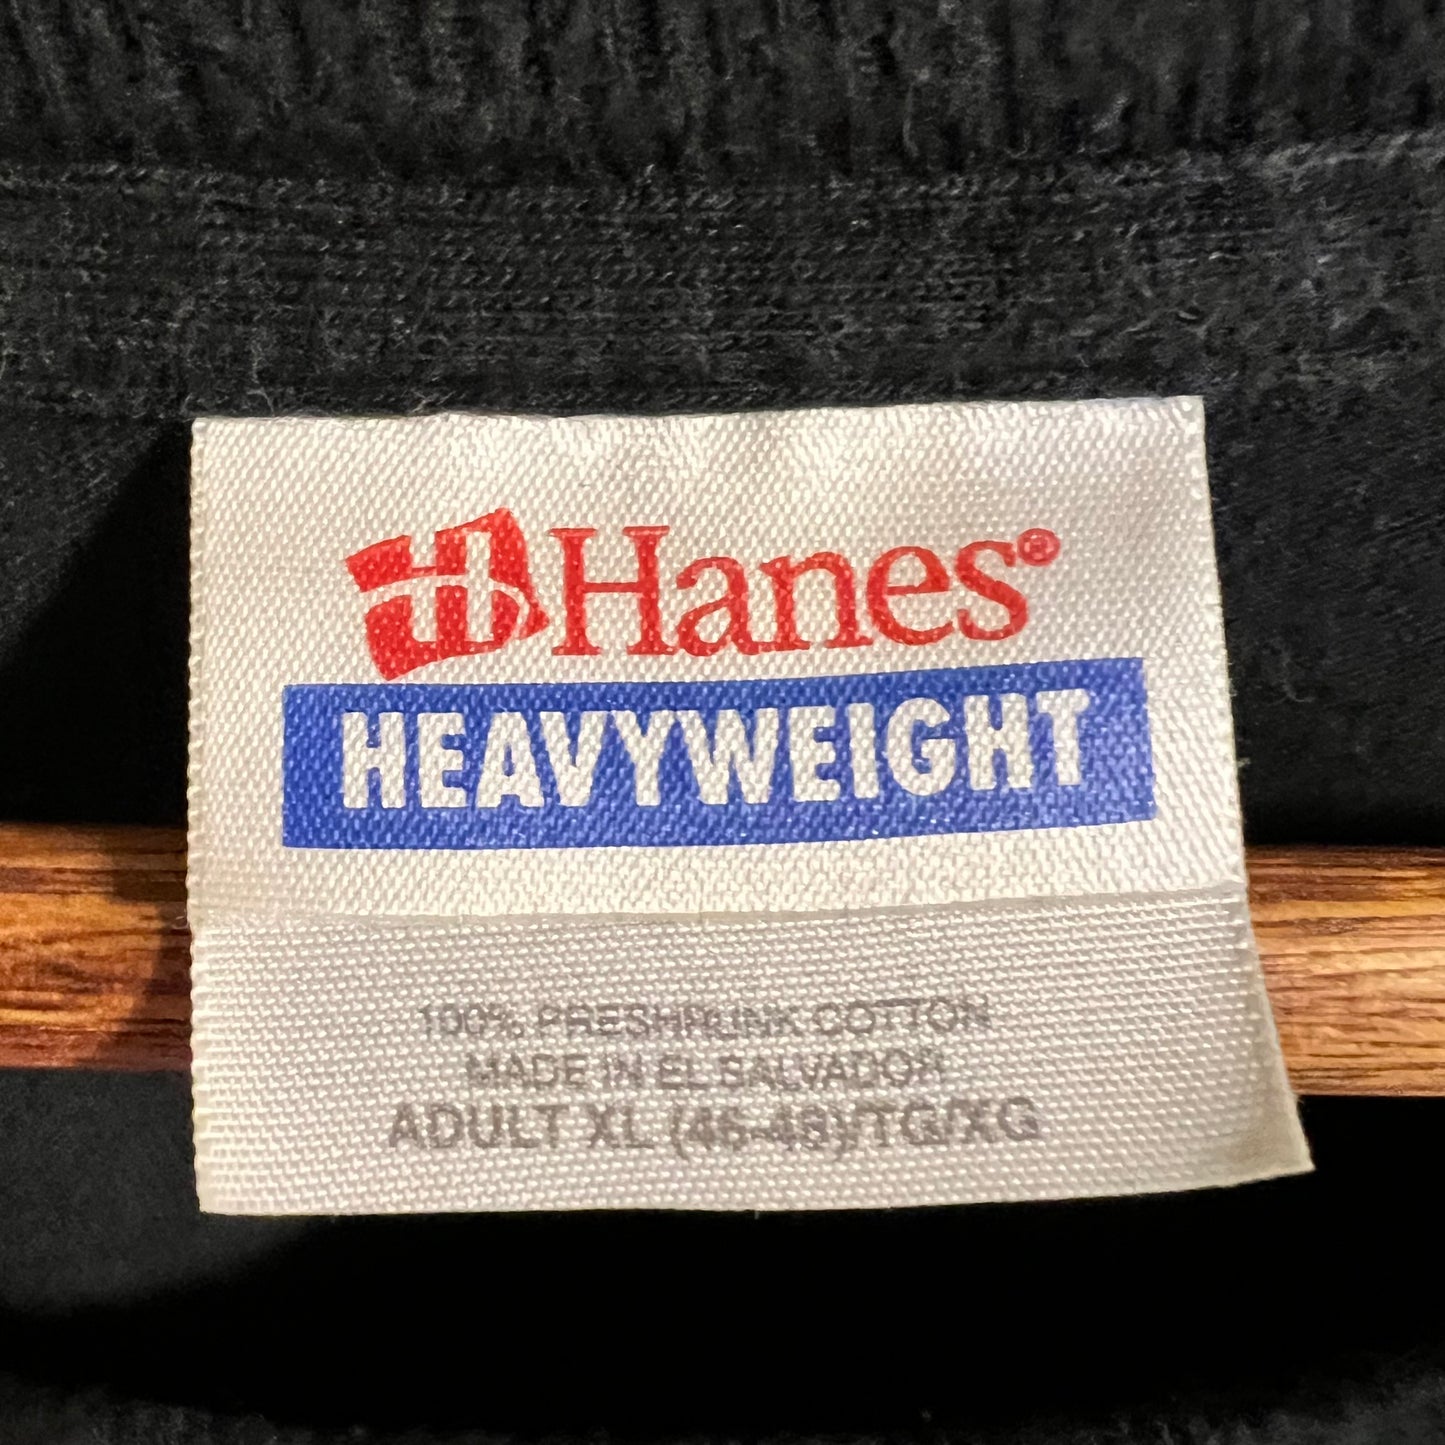 Hanes®
HEAVYWEIGHT
100% PRESHRUNK COTTON
MADE IN EL SALVADOR
ADULT XL (46-48)/TG/XG